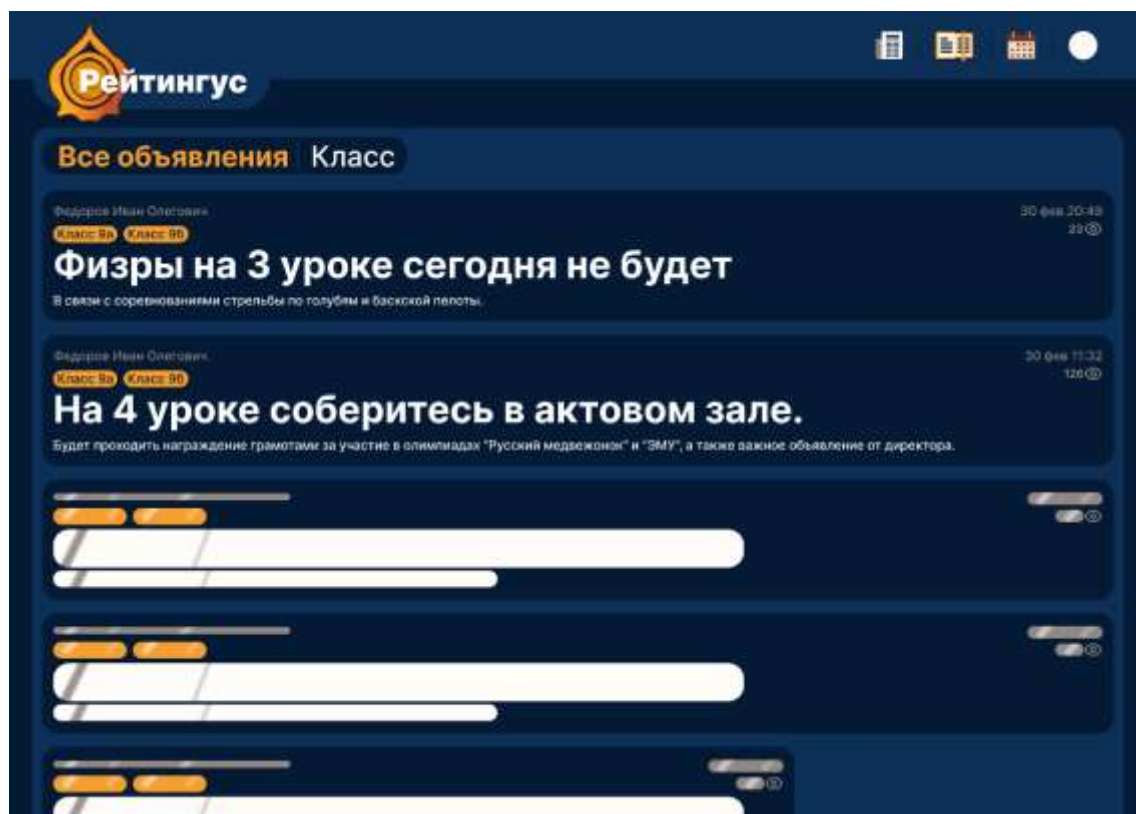 Рейтингус
Все объявления Класс
Федоров Иван Олегович 30 фев 20:49
Класс 9а Класс 9б 23
Физры на 3 уроке сегодня не будет
В связи с соревнованиями стрельбы по голубям и баскской пелоты.
Федоров Иван Олегович 30 фев 11:32
Класс 9а Класс 9б 126
На 4 уроке соберитесь в актовом зале.
Будет проходить награждение грамотами за участие в олимпиадах "Русский медвежонок" и "ЭМУ", а также важное объявление от директора.